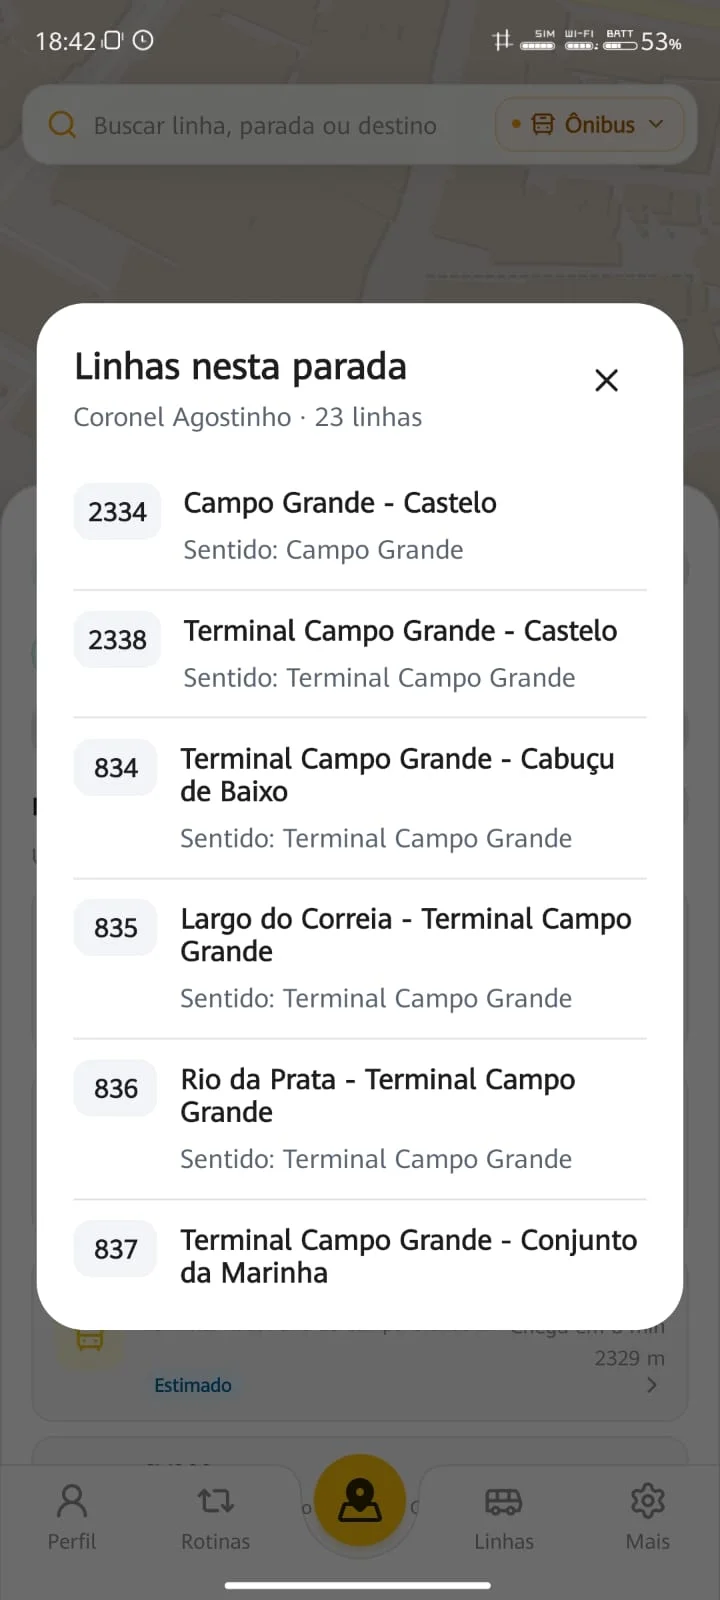 18:42
SIM WI-FI BATT 53%
Buscar linha, parada ou destino
Ônibus
Linhas nesta parada
Coronel Agostinho · 23 linhas
2334
Campo Grande - Castelo
Sentido: Campo Grande
2338
Terminal Campo Grande - Castelo
Sentido: Terminal Campo Grande
834
Terminal Campo Grande - Cabuçu
de Baixo
Sentido: Terminal Campo Grande
835
Largo do Correia - Terminal Campo
Grande
Sentido: Terminal Campo Grande
836
Rio da Prata - Terminal Campo
Grande
Sentido: Terminal Campo Grande
837
Terminal Campo Grande - Conjunto
da Marinha
2329 m
Estimado
Perfil
Rotinas
Linhas
Mais